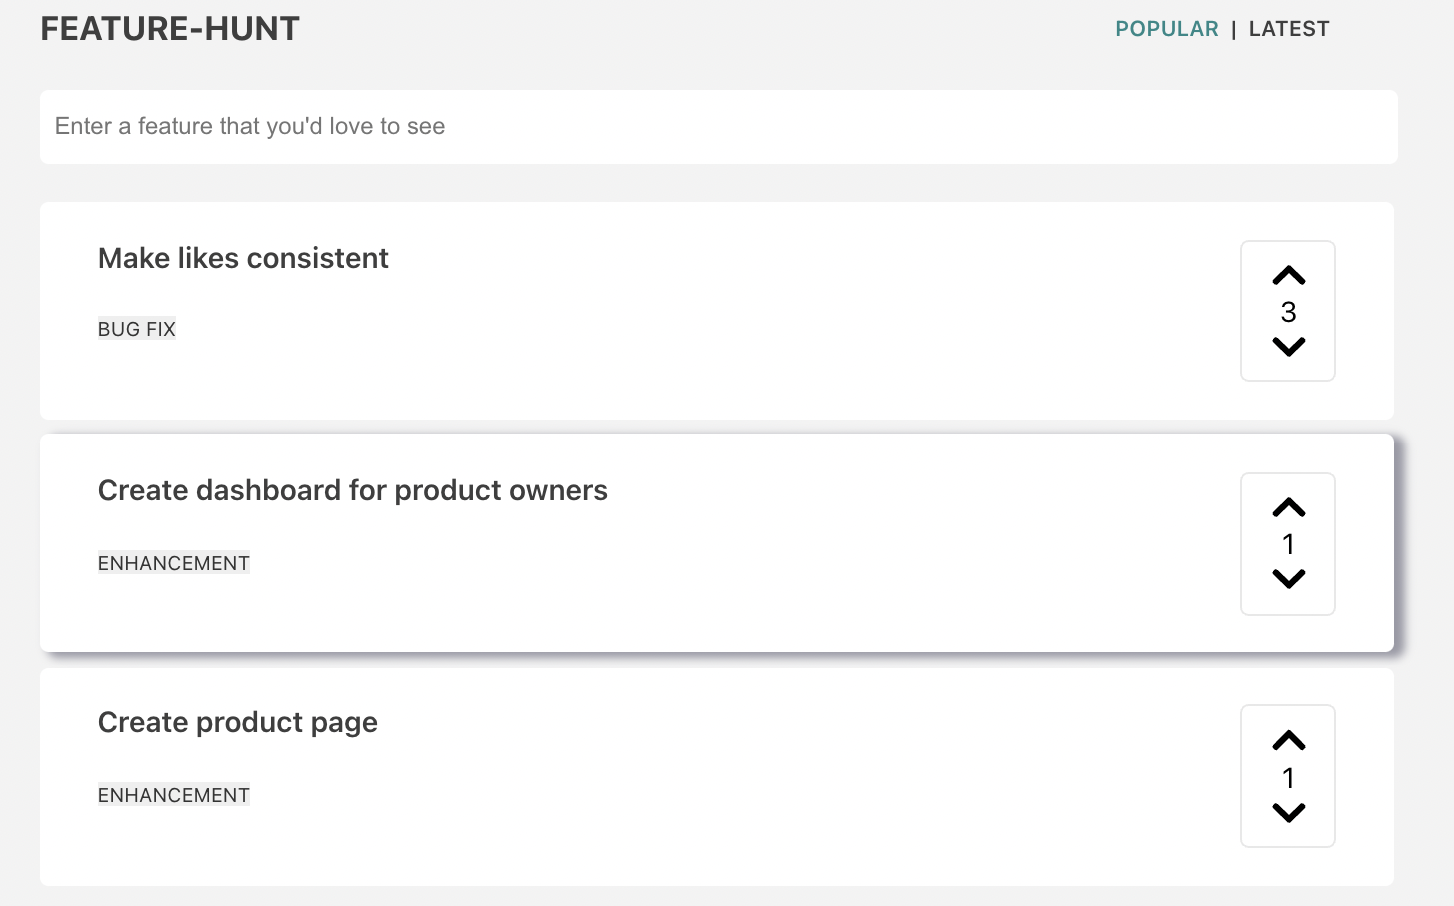 FEATURE-HUNT
POPULAR | LATEST
Enter a feature that you'd love to see
Make likes consistent
BUG FIX
3
Create dashboard for product owners
ENHANCEMENT
1
Create product page
ENHANCEMENT
1